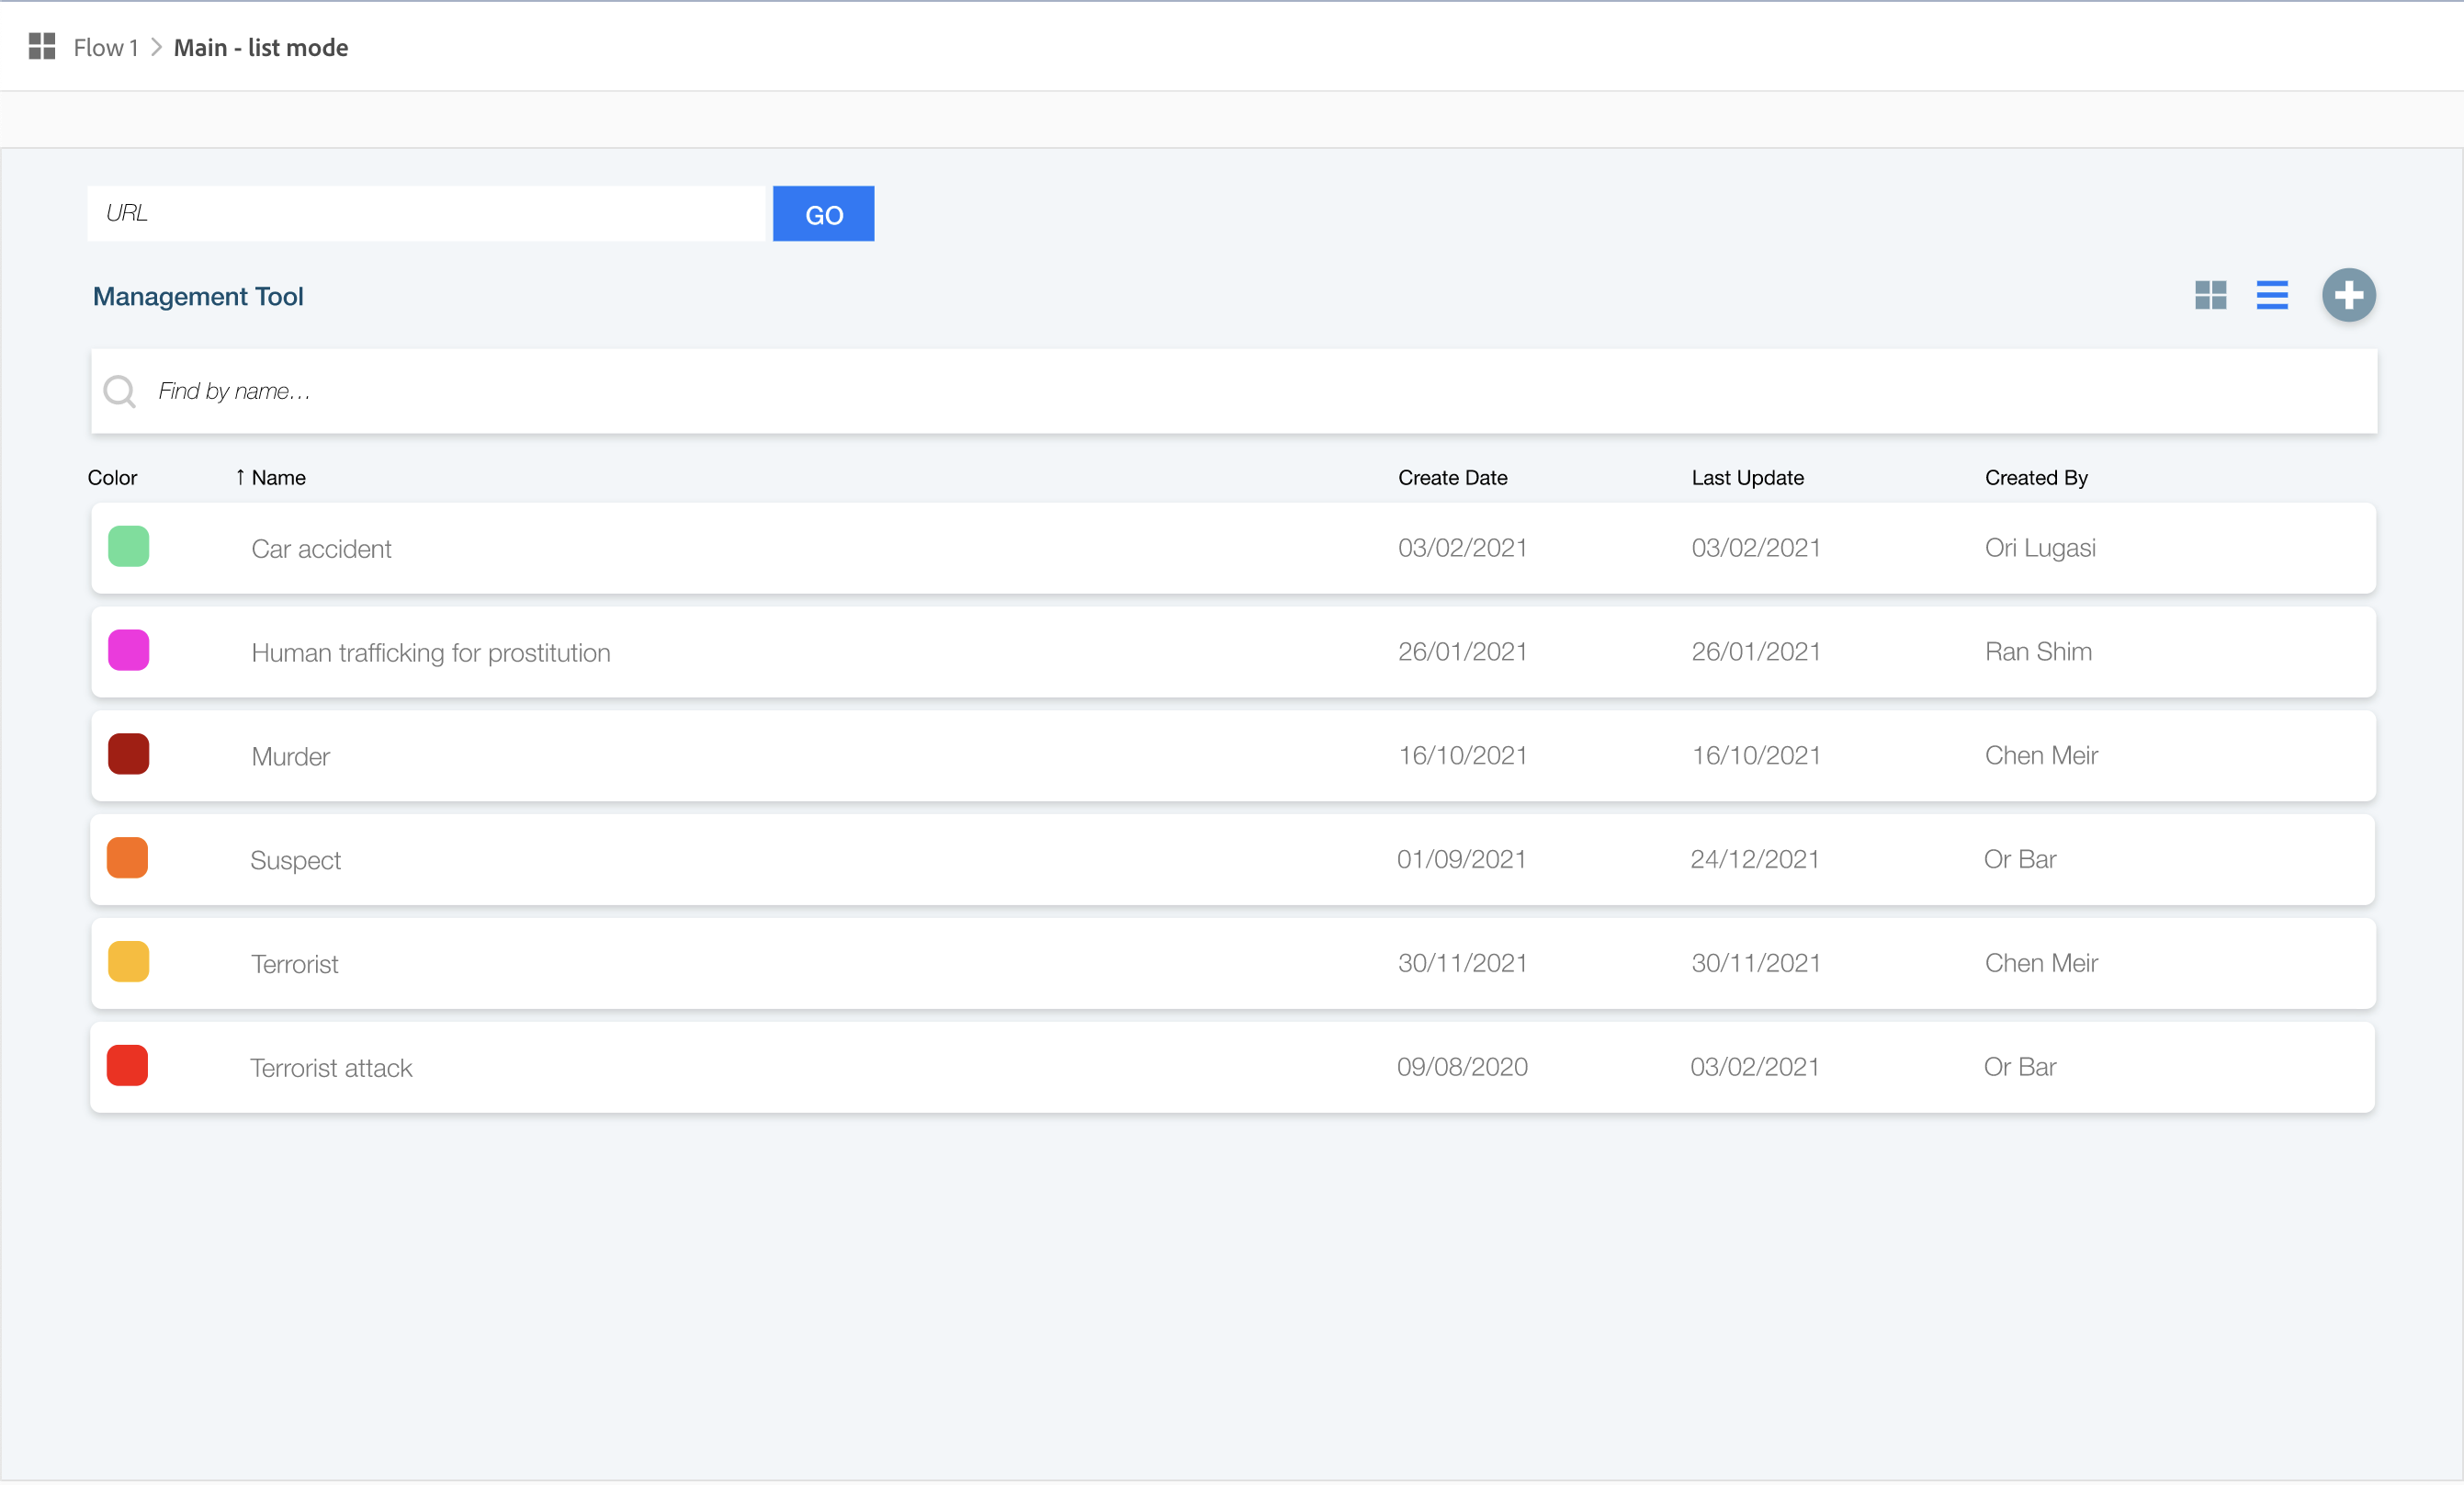 Flow 1 > Main - list mode
URL
GO
Management Tool
Find by name...
Color ↑ Name Create Date Last Update Created By
Car accident 03/02/2021 03/02/2021 Ori Lugasi
Human trafficking for prostitution 26/01/2021 26/01/2021 Ran Shim
Murder 16/10/2021 16/10/2021 Chen Meir
Suspect 01/09/2021 24/12/2021 Or Bar
Terrorist 30/11/2021 30/11/2021 Chen Meir
Terrorist attack 09/08/2020 03/02/2021 Or Bar